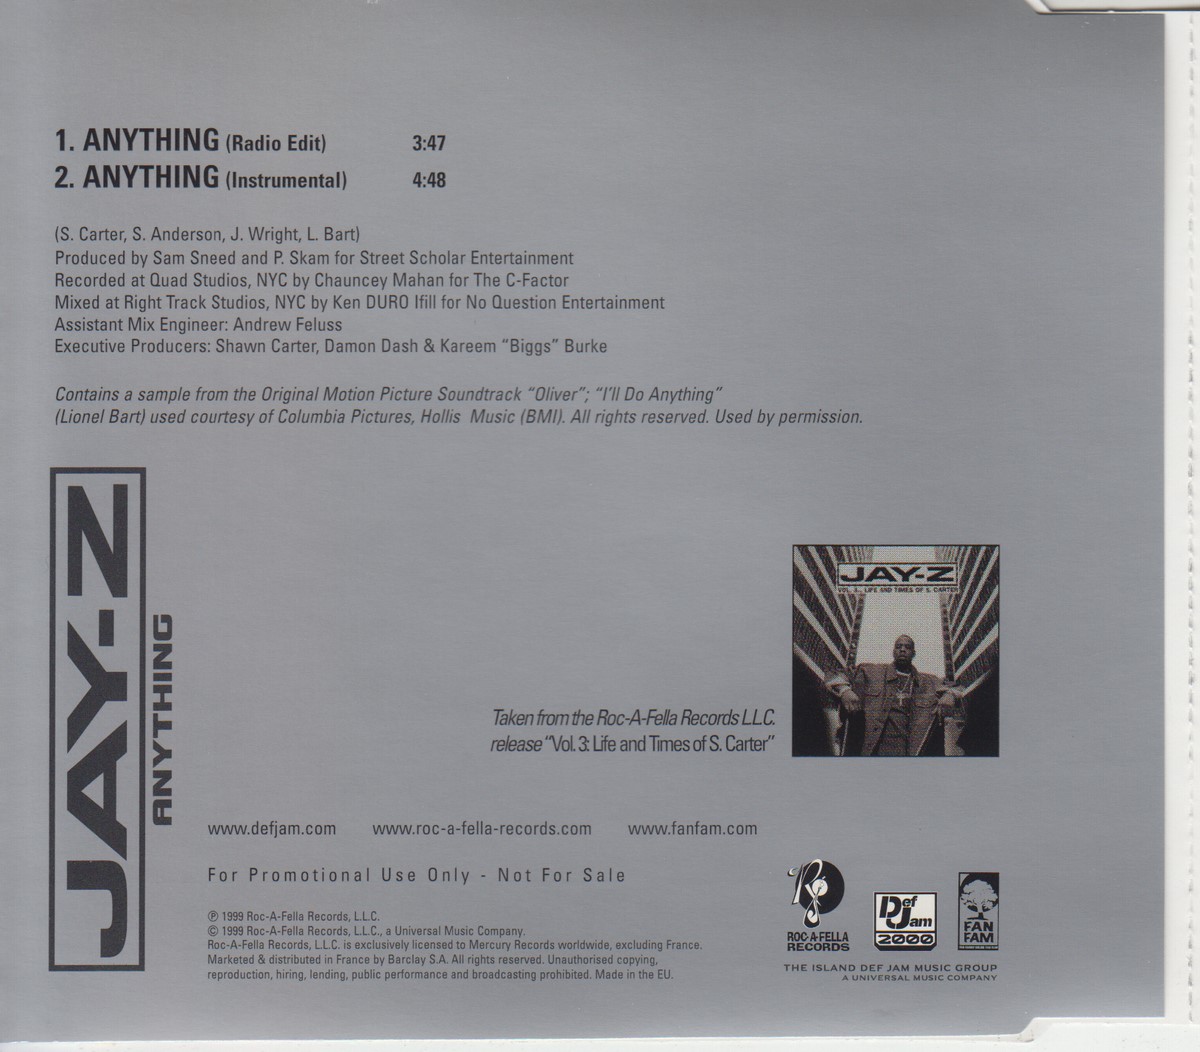 1. ANYTHING (Radio Edit) 3:47
2. ANYTHING (Instrumental) 4:48
(S. Carter, S. Anderson, J. Wright, L. Bart)
Produced by Sam Sneed and P. Skam for Street Scholar Entertainment
Recorded at Quad Studios, NYC by Chauncey Mahan for The C-Factor
Mixed at Right Track Studios, NYC by Ken DURO Ifill for No Question Entertainment
Assistant Mix Engineer: Andrew Feluss
Executive Producers: Shawn Carter, Damon Dash & Kareem “Biggs” Burke
Contains a sample from the Original Motion Picture Soundtrack “Oliver”; “I’ll Do Anything”
(Lionel Bart) used courtesy of Columbia Pictures, Hollis Music (BMI). All rights reserved. Used by permission.
JAY-Z
ANYTHING
JAY-Z
VOL. 3... LIFE AND TIMES OF S. CARTER
Taken from the Roc-A-Fella Records LLC.
release “Vol. 3: Life and Times of S. Carter”
www.defjam.com www.roc-a-fella-records.com www.fanfam.com
For Promotional Use Only - Not For Sale
℗ 1999 Roc-A-Fella Records, L.L.C.
© 1999 Roc-A-Fella Records, L.L.C., a Universal Music Company.
Roc-A-Fella Records, L.L.C. is exclusively licensed to Mercury Records worldwide, excluding France.
Marketed & distributed in France by Barclay S.A. All rights reserved. Unauthorised copying,
reproduction, hiring, lending, public performance and broadcasting prohibited. Made in the EU.
ROC-A-FELLA
RECORDS
Def
Jam
2000
FAN
FAM
THE ISLAND DEF JAM MUSIC GROUP
A UNIVERSAL MUSIC COMPANY